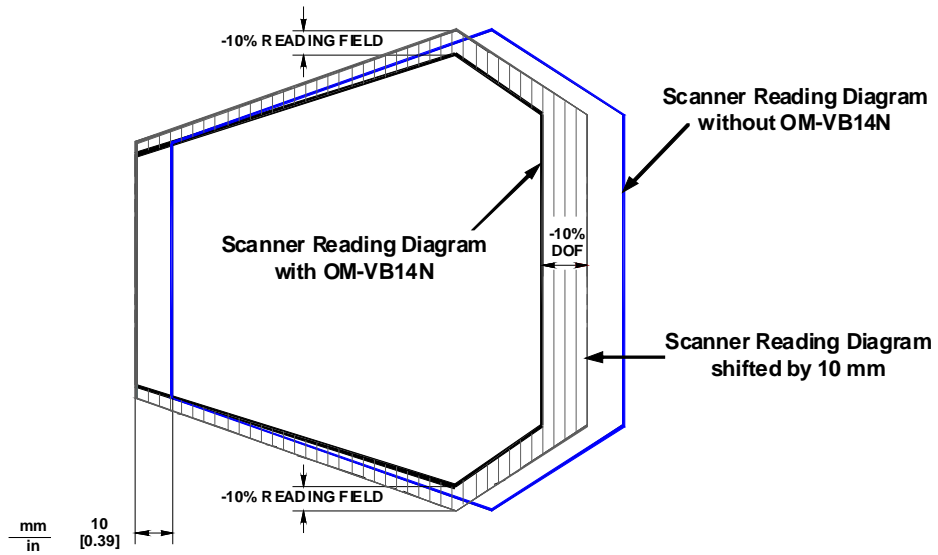 -10% READING FIELD
Scanner Reading Diagram
without OM-VB14N
Scanner Reading Diagram
with OM-VB14N
-10%
DOF
Scanner Reading Diagram
shifted by 10 mm
-10% READING FIELD
mm
in
10
[0.39]